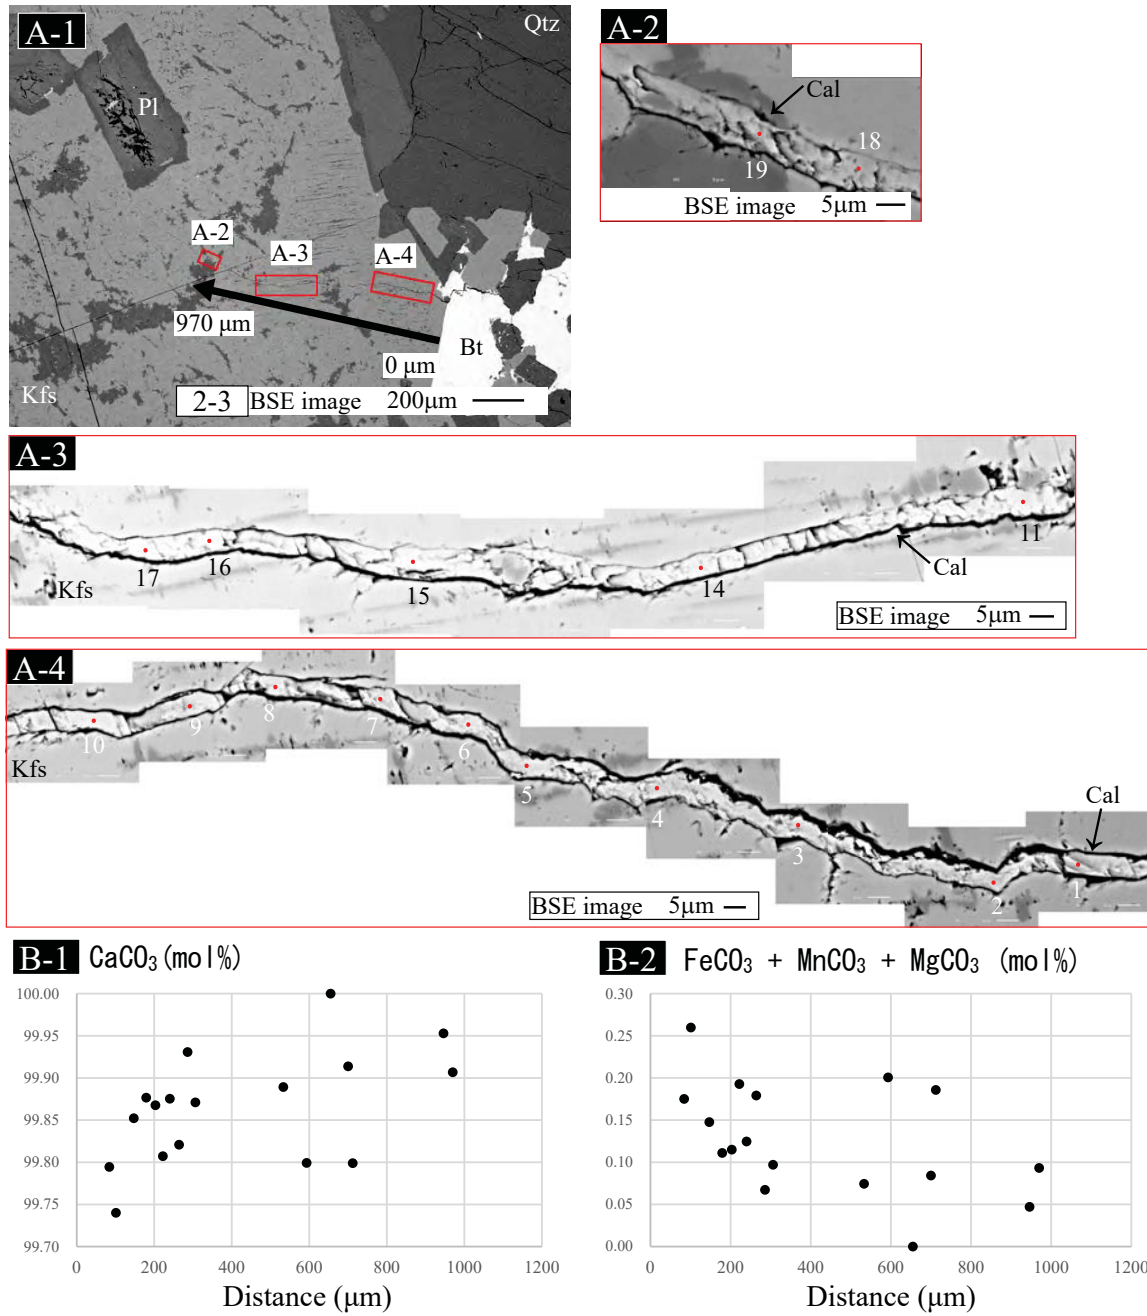 A-1
Qtz
Pl
A-2
A-3
A-4
970 μm
0 μm
Bt
Kfs
2-3 BSE image 200μm
A-2
Cal
18
19
BSE image 5μm
A-3
11
17
16
15
14
Cal
Kfs
BSE image 5μm
A-4
10
9
8
7
6
5
4
3
2
1
Cal
Kfs
BSE image 5μm
B-1 CaCO₃(mol%)
100.00
99.95
99.90
99.85
99.80
99.75
99.70
0 200 400 600 800 1000 1200
Distance (μm)
B-2 FeCO₃ + MnCO₃ + MgCO₃ (mol%)
0.30
0.25
0.20
0.15
0.10
0.05
0.00
0 200 400 600 800 1000 1200
Distance (μm)